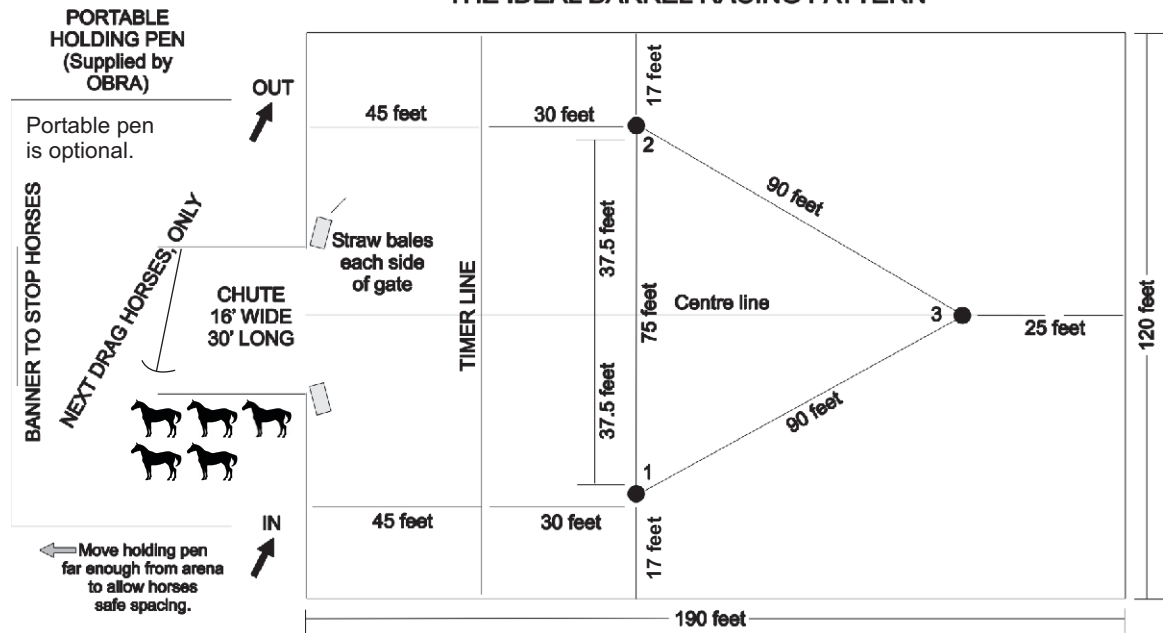 THE IDEAL BARREL RACING PATTERN
PORTABLE
HOLDING PEN
(Supplied by
OBRA)
OUT
Portable pen
is optional.
BANNER TO STOP HORSES
NEXT DRAG HORSES, ONLY
CHUTE
16' WIDE
30' LONG
Straw bales
each side
of gate
IN
Move holding pen
far enough from arena
to allow horses
safe spacing.
45 feet
30 feet
17 feet
2
90 feet
37.5 feet
TIMER LINE
75 feet
Centre line
3
25 feet
120 feet
37.5 feet
90 feet
1
45 feet
30 feet
17 feet
190 feet